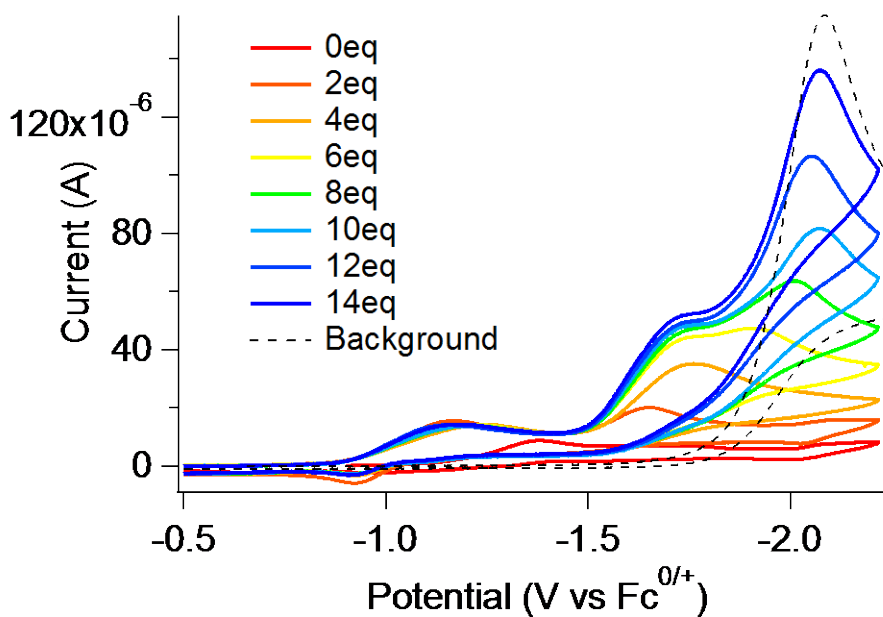 0eq
2eq
4eq
6eq
8eq
10eq
12eq
14eq
Background
120x10⁻⁶
80
40
0
Current (A)
-0.5 -1.0 -1.5 -2.0
Potential (V vs Fc⁰/⁺)